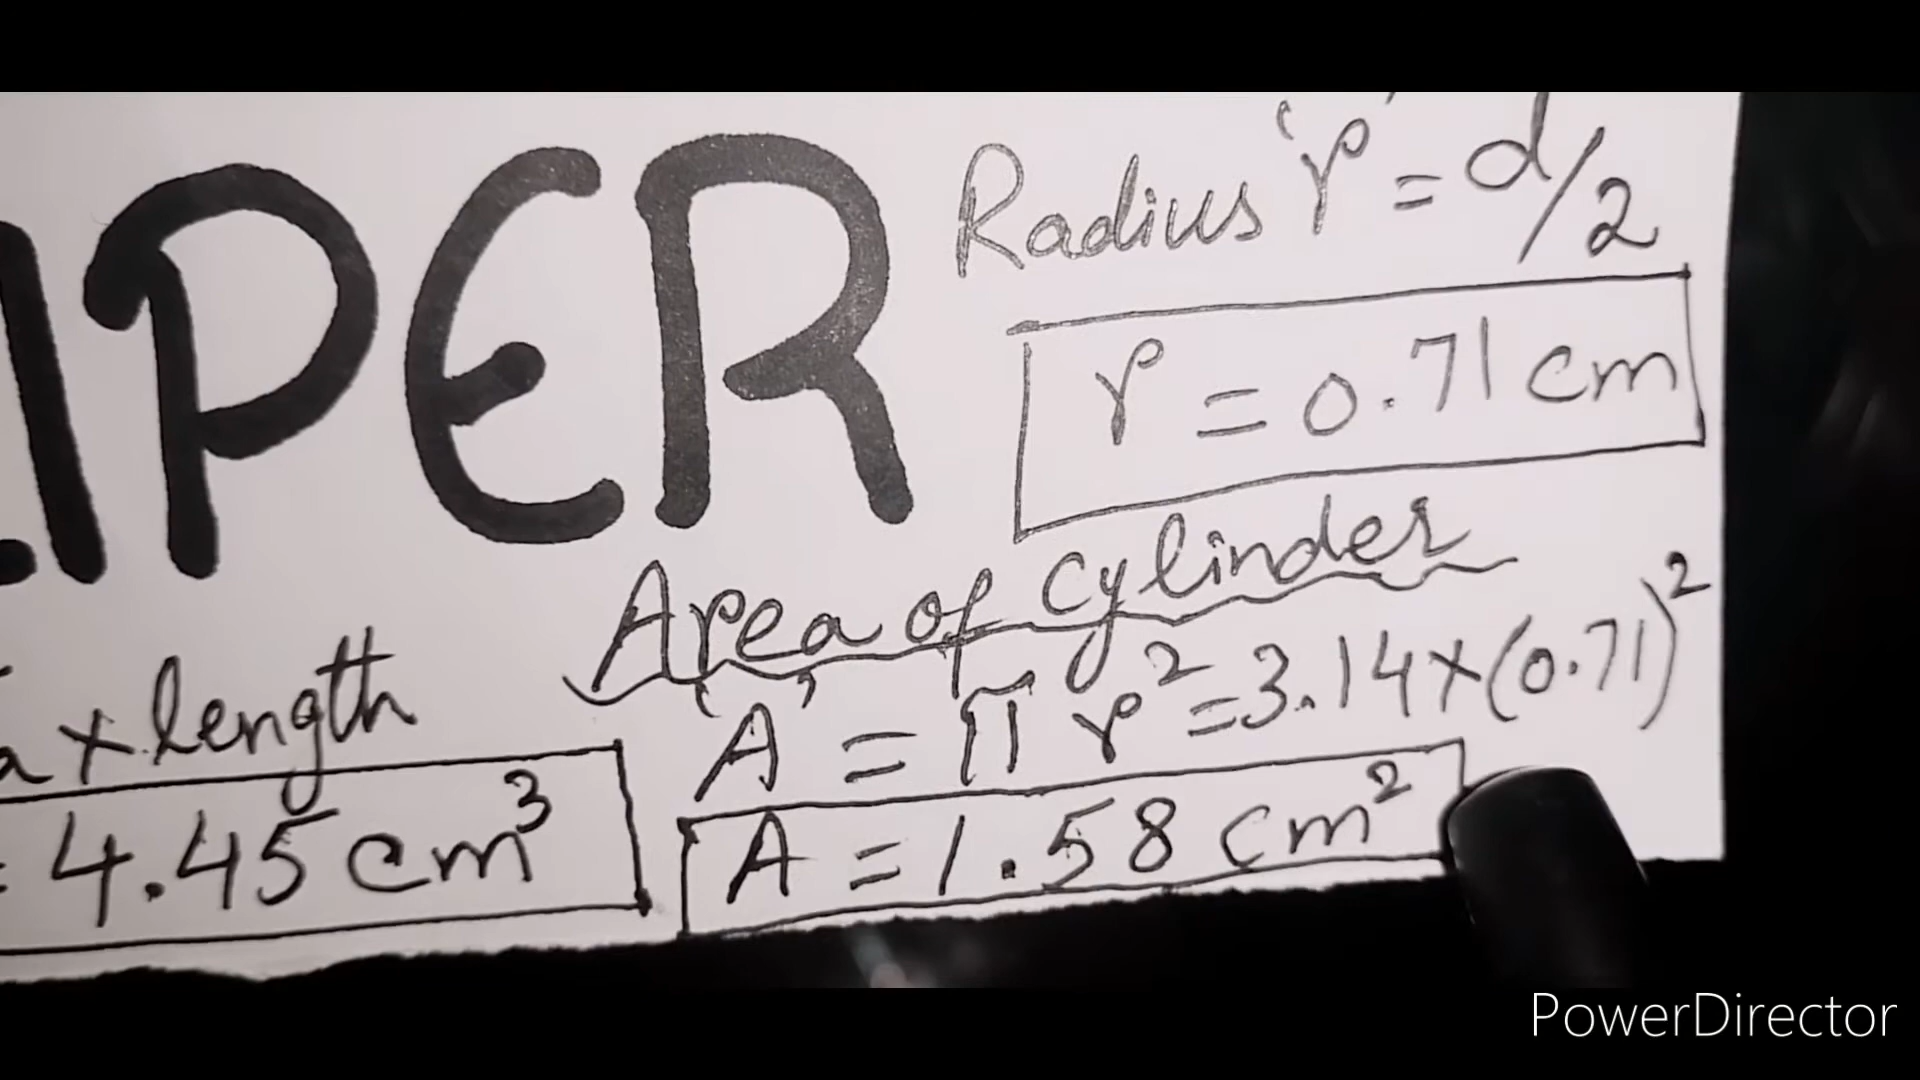 IPER
Radius 'r' = d/2
r = 0.71 cm
Area of cylinder
'A' = π r² = 3.14 × (0.71)²
A = 1.58 cm²
a × length
= 4.45 cm³
PowerDirector